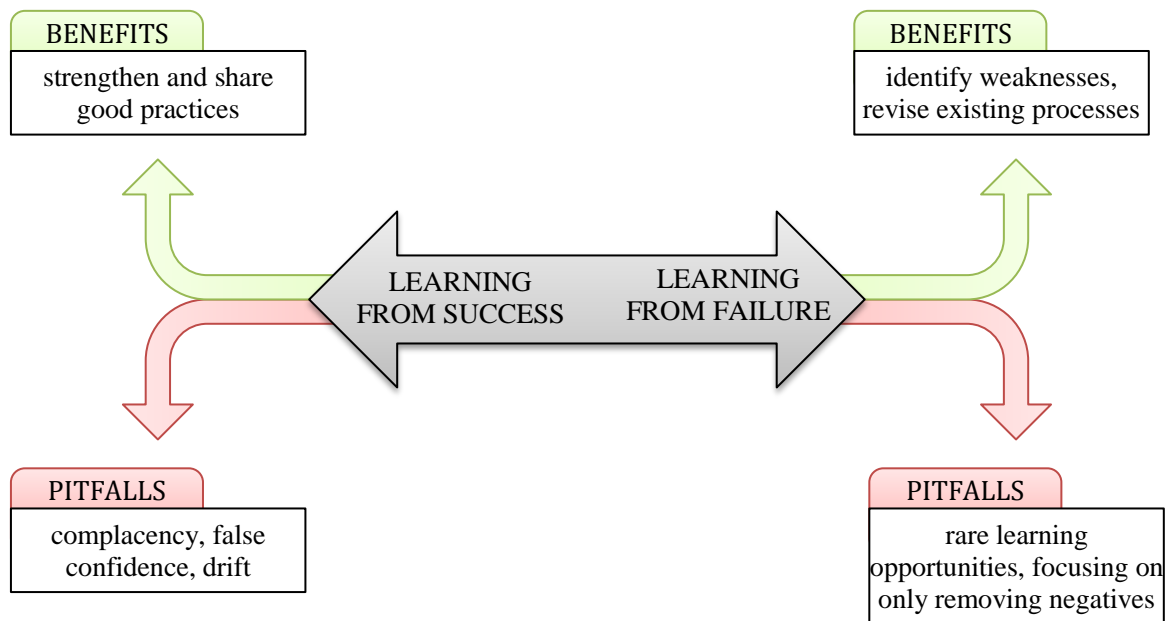 BENEFITS
strengthen and share
good practices
BENEFITS
identify weaknesses,
revise existing processes
LEARNING
FROM SUCCESS
LEARNING
FROM FAILURE
PITFALLS
complacency, false
confidence, drift
PITFALLS
rare learning
opportunities, focusing on
only removing negatives